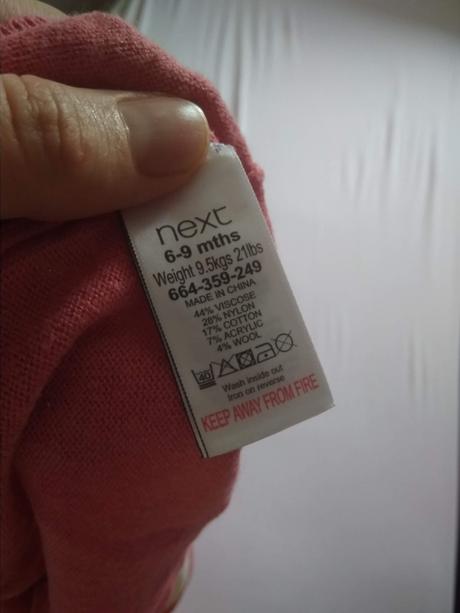 next
6-9 mths
Weight 9.5kgs 21lbs
664-359-249
MADE IN CHINA
44% VISCOSE
28% NYLON
17% COTTON
7% ACRYLIC
4% WOOL
40
Wash inside out
Iron on reverse
KEEP AWAY FROM FIRE